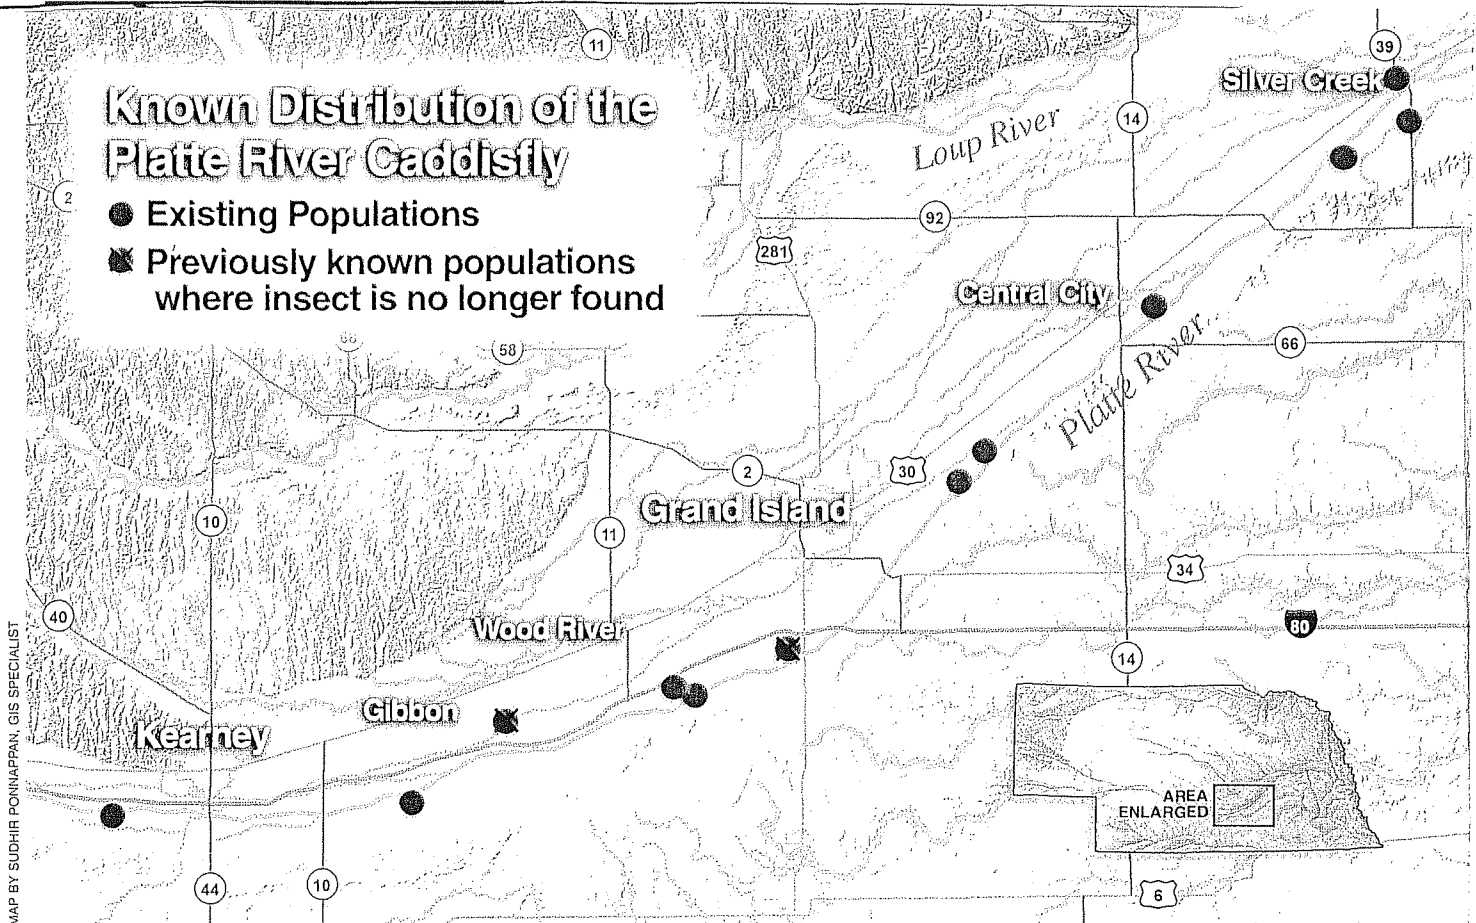 Known Distribution of the
Platte River Caddisfly
Existing Populations
Previously known populations
where insect is no longer found
11
39
Silver Creek
14
14
Loup River
2
92
281
Central City
66
58
Platte River
2
30
Grand Island
10
11
34
40
Wood River
80
14
Gibbon
Kearney
AREA
ENLARGED
44
10
6
MAP BY SUDHIR PONNAPPAN, GIS SPECIALIST